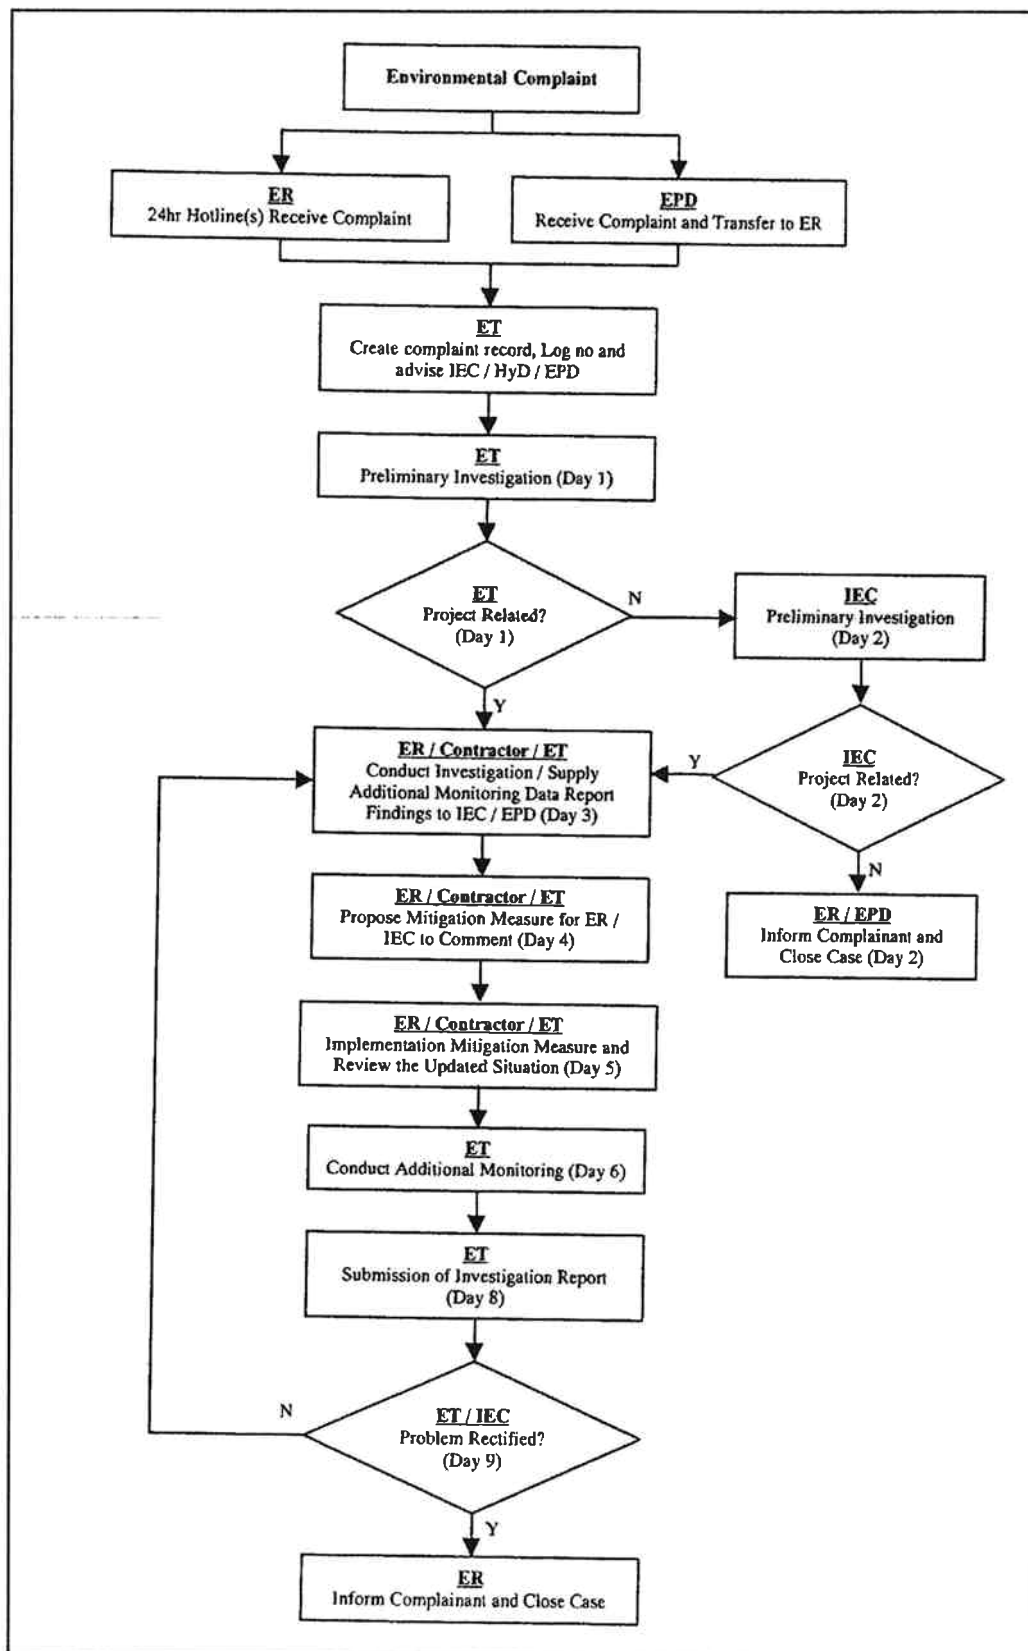 Environmental Complaint
ER
24hr Hotline(s) Receive Complaint
EPD
Receive Complaint and Transfer to ER
ET
Create complaint record, Log no and
advise IEC / HyD / EPD
ET
Preliminary Investigation (Day 1)
ET
Project Related?
(Day 1)
N
IEC
Preliminary Investigation
(Day 2)
Y
ER / Contractor / ET
Conduct Investigation / Supply
Additional Monitoring Data Report
Findings to IEC / EPD (Day 3)
Y
IEC
Project Related?
(Day 2)
N
ER / Contractor / ET
Propose Mitigation Measure for ER /
IEC to Comment (Day 4)
ER / EPD
Inform Complainant and
Close Case (Day 2)
ER / Contractor / ET
Implementation Mitigation Measure and
Review the Updated Situation (Day 5)
ET
Conduct Additional Monitoring (Day 6)
ET
Submission of Investigation Report
(Day 8)
N
ET / IEC
Problem Rectified?
(Day 9)
Y
ER
Inform Complainant and Close Case